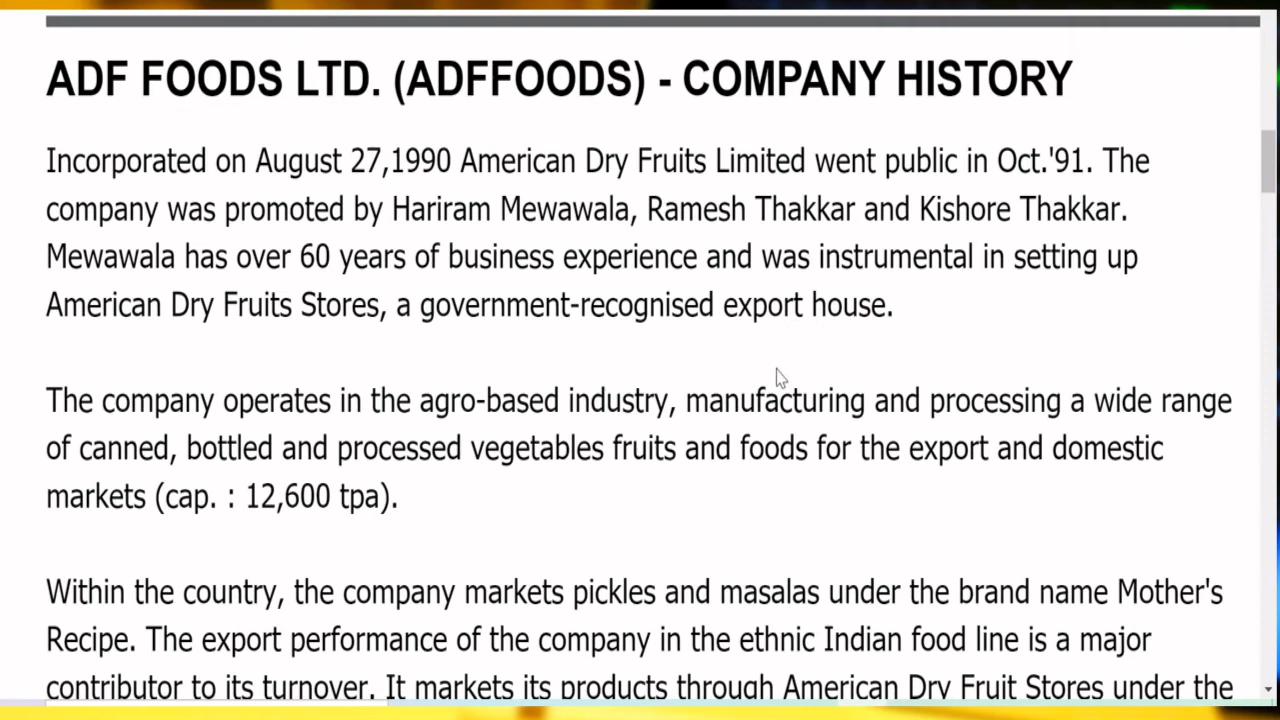 ADF FOODS LTD. (ADFFOODS) - COMPANY HISTORY
Incorporated on August 27,1990 American Dry Fruits Limited went public in Oct.'91. The
company was promoted by Hariram Mewawala, Ramesh Thakkar and Kishore Thakkar.
Mewawala has over 60 years of business experience and was instrumental in setting up
American Dry Fruits Stores, a government-recognised export house.
The company operates in the agro-based industry, manufacturing and processing a wide range
of canned, bottled and processed vegetables fruits and foods for the export and domestic
markets (cap. : 12,600 tpa).
Within the country, the company markets pickles and masalas under the brand name Mother's
Recipe. The export performance of the company in the ethnic Indian food line is a major
contributor to its turnover. It markets its products through American Dry Fruit Stores under the